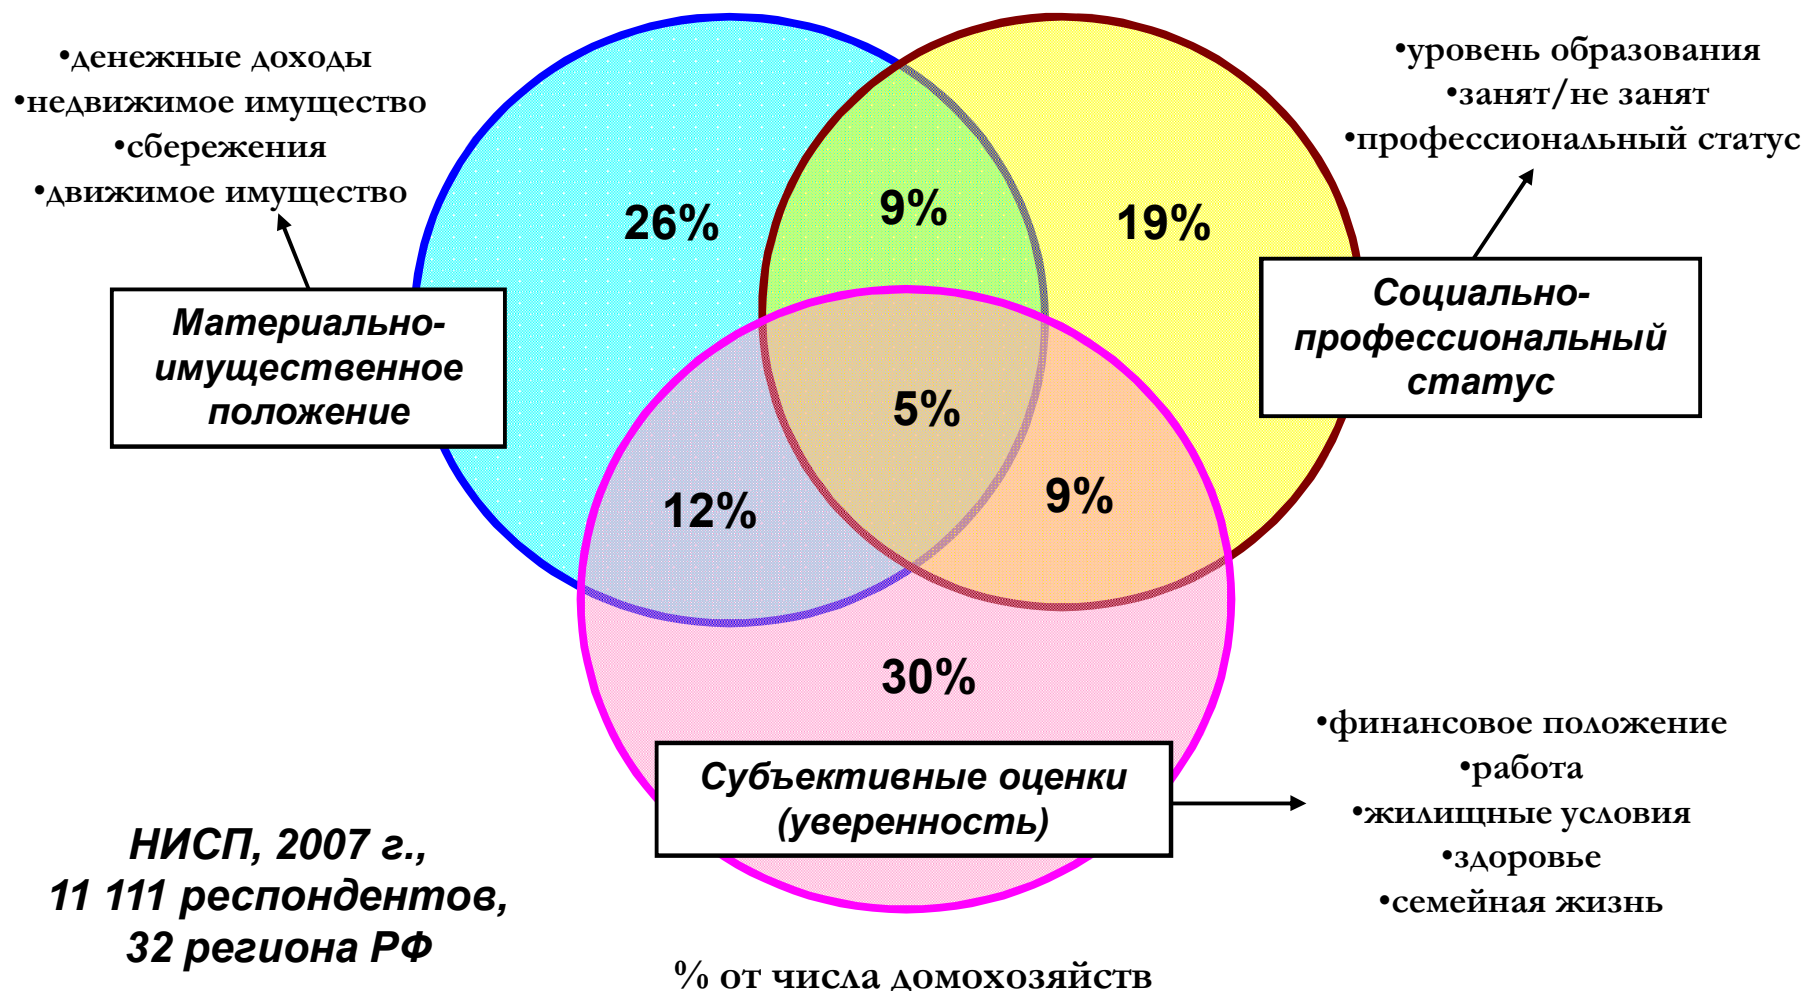 •денежные доходы
•недвижимое имущество
•сбережения
•движимое имущество
•уровень образования
•занят/не занят
•профессиональный статус
26%
9%
19%
Материально-
имущественное
положение
Социально-
профессиональный
статус
5%
12%
9%
30%
Субъективные оценки
(уверенность)
•финансовое положение
•работа
•жилищные условия
•здоровье
•семейная жизнь
НИСП, 2007 г.,
11 111 респондентов,
32 региона РФ
% от числа домохозяйств